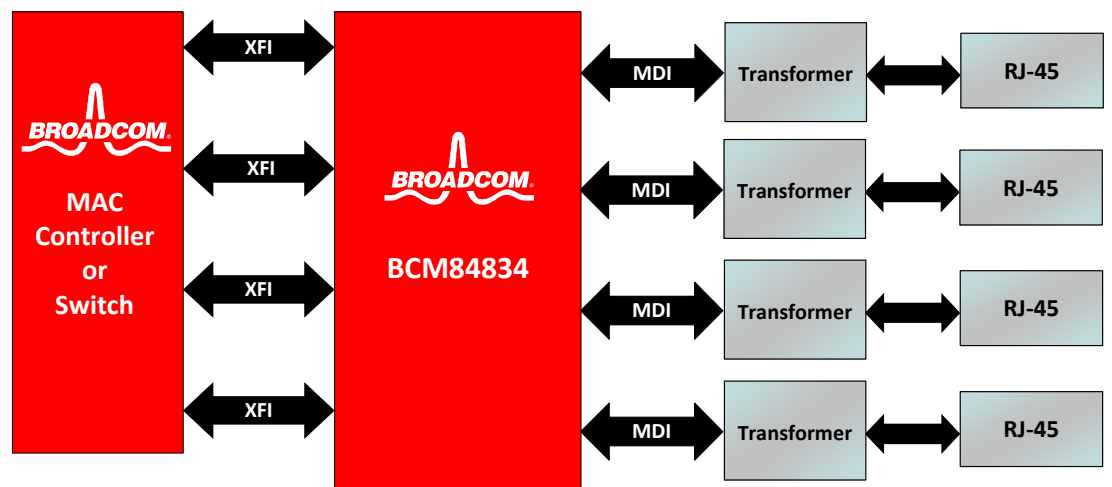 BROADCOM®
MAC
Controller
or
Switch
XFI
XFI
XFI
XFI
BROADCOM®
BCM84834
MDI
Transformer
RJ-45
MDI
Transformer
RJ-45
MDI
Transformer
RJ-45
MDI
Transformer
RJ-45